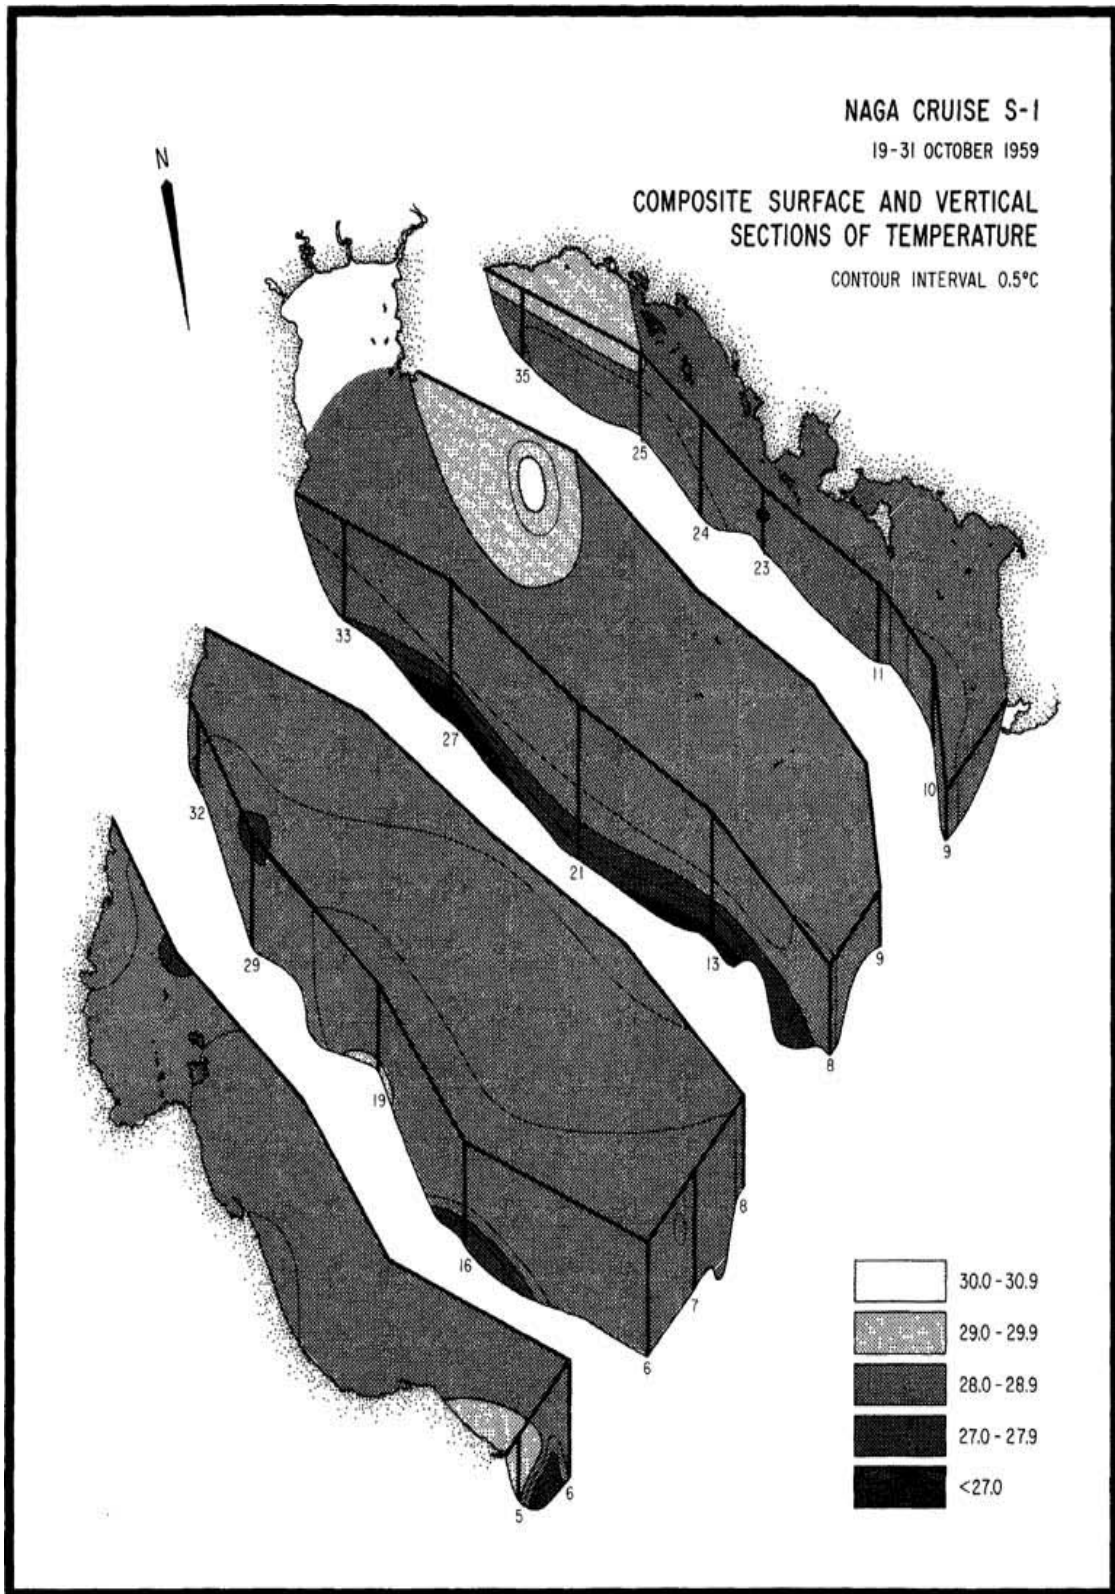 NAGA CRUISE S-1
19-31 OCTOBER 1959
COMPOSITE SURFACE AND VERTICAL
SECTIONS OF TEMPERATURE
CONTOUR INTERVAL 0.5°C
N
35
25
24
23
11
10
9
33
27
21
13
9
8
32
29
19
16
8
7
6
5
6
30.0 - 30.9
29.0 - 29.9
28.0 - 28.9
27.0 - 27.9
<27.0